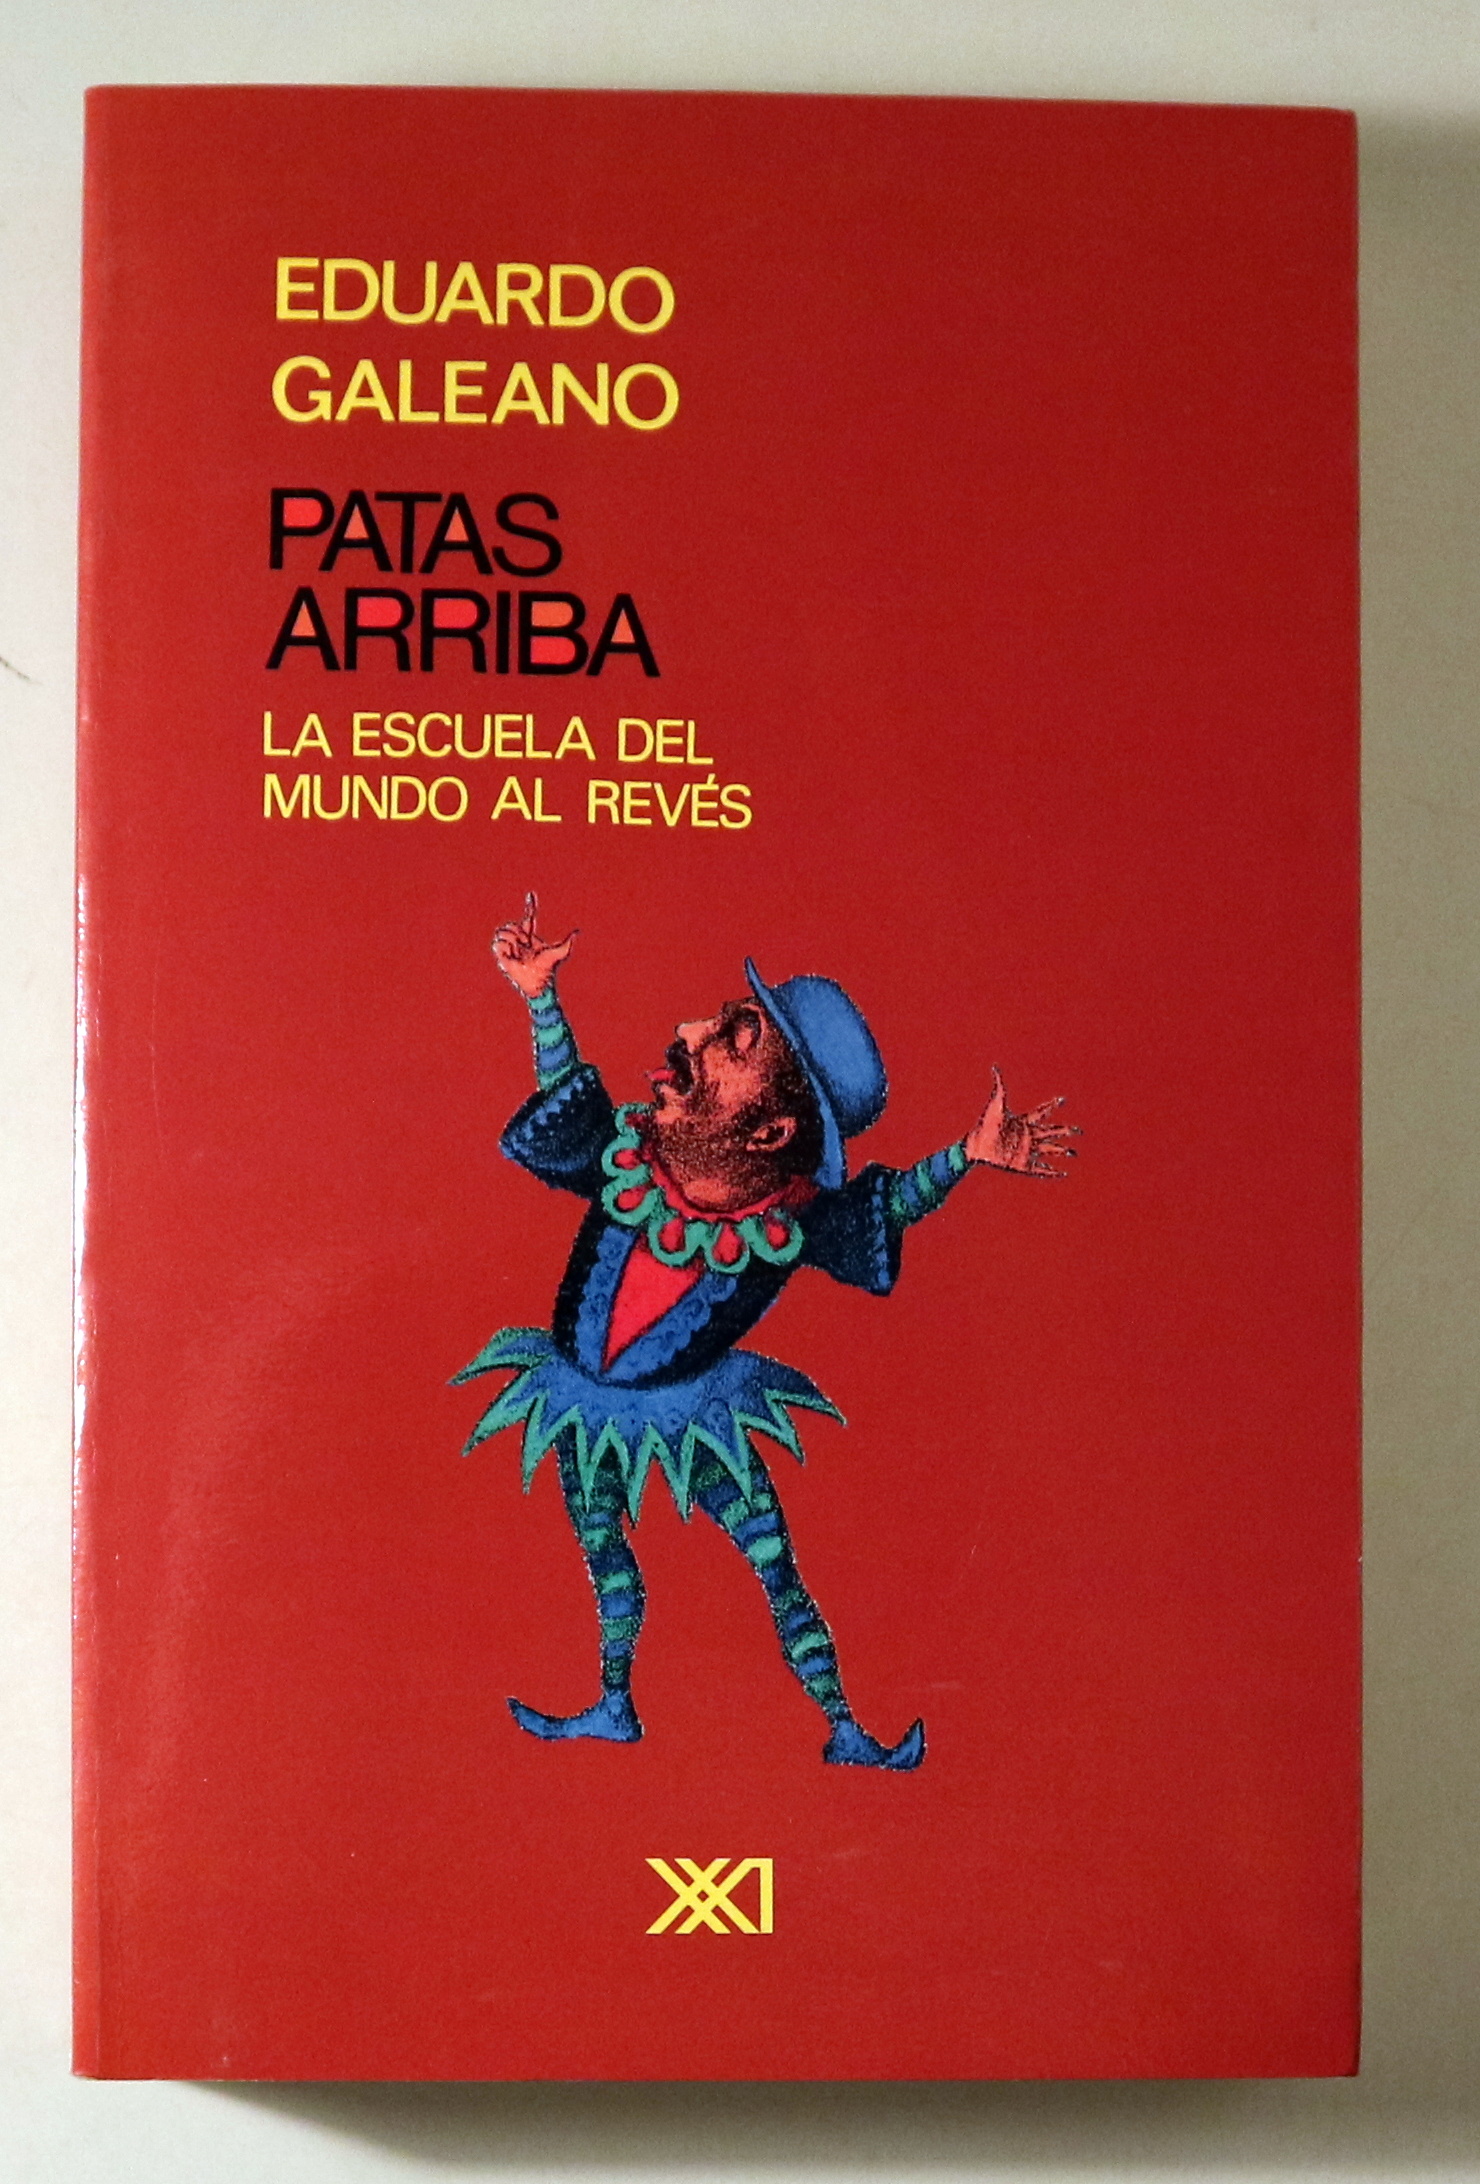 EDUARDO
GALEANO
PATAS
ARRIBA
LA ESCUELA DEL
MUNDO AL REVÉS
XXI